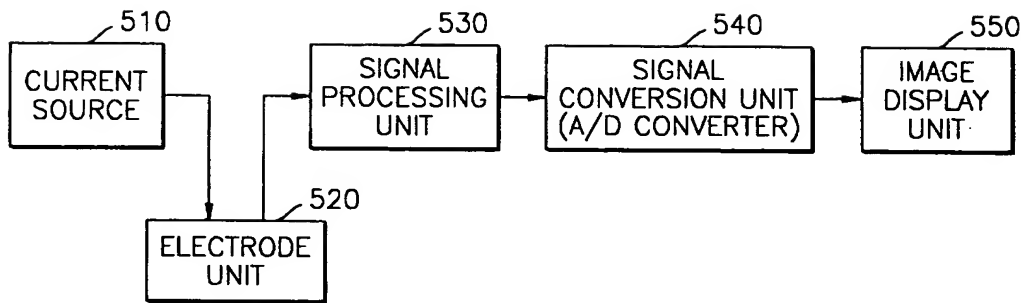 510
CURRENT
SOURCE
530
SIGNAL
PROCESSING
UNIT
540
SIGNAL
CONVERSION UNIT
(A/D CONVERTER)
550
IMAGE
DISPLAY
UNIT
520
ELECTRODE
UNIT